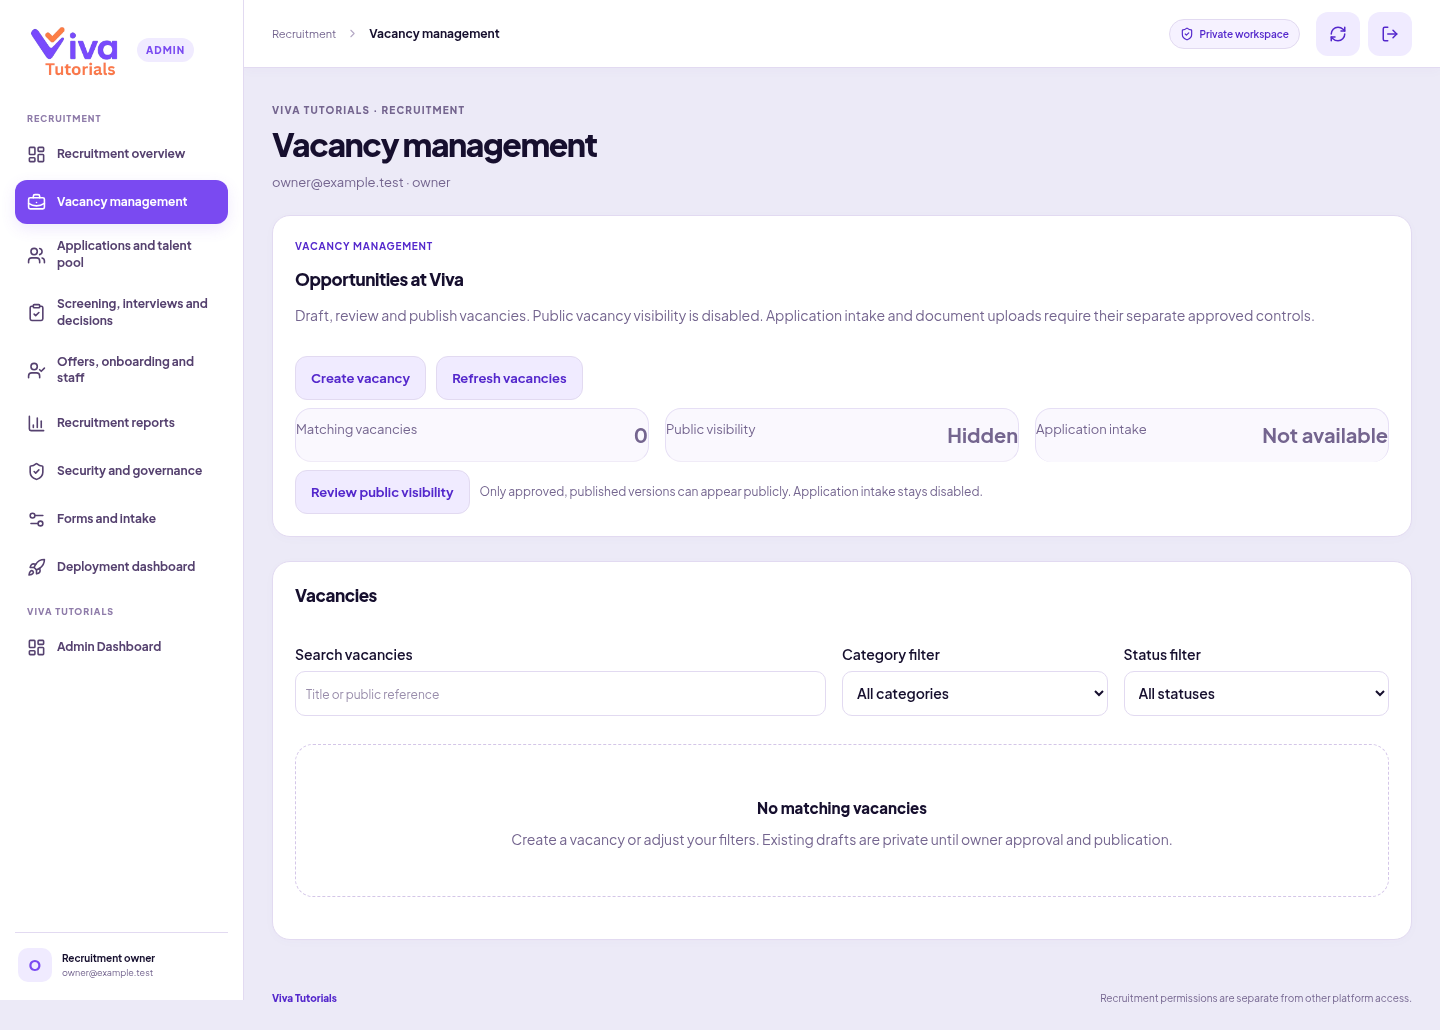 Viva
Tutorials
ADMIN
RECRUITMENT
Recruitment overview
Vacancy management
Applications and talent
pool
Screening, interviews and
decisions
Offers, onboarding and
staff
Recruitment reports
Security and governance
Forms and intake
Deployment dashboard
VIVA TUTORIALS
Admin Dashboard
O
Recruitment owner
owner@example.test
Recruitment
Vacancy management
Private workspace
VIVA TUTORIALS · RECRUITMENT
Vacancy management
owner@example.test · owner
VACANCY MANAGEMENT
Opportunities at Viva
Draft, review and publish vacancies. Public vacancy visibility is disabled. Application intake and document uploads require their separate approved controls.
Create vacancy
Refresh vacancies
Matching vacancies 0
Public visibility Hidden
Application intake Not available
Review public visibility
Only approved, published versions can appear publicly. Application intake stays disabled.
Vacancies
Search vacancies
Title or public reference
Category filter
All categories
Status filter
All statuses
No matching vacancies
Create a vacancy or adjust your filters. Existing drafts are private until owner approval and publication.
Viva Tutorials
Recruitment permissions are separate from other platform access.